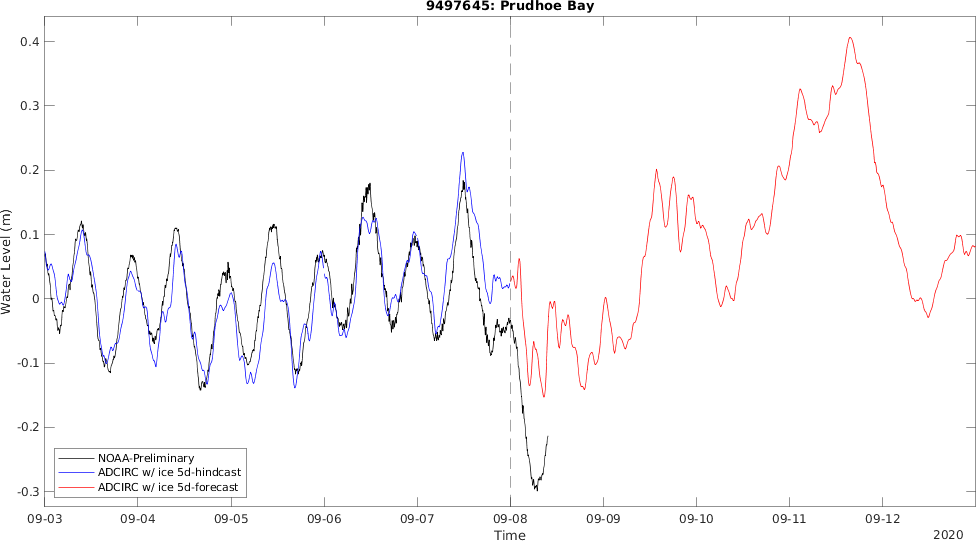 9497645: Prudhoe Bay
Water Level (m)
0.4
0.3
0.2
0.1
0
-0.1
-0.2
-0.3
NOAA-Preliminary
ADCIRC w/ ice 5d-hindcast
ADCIRC w/ ice 5d-forecast
09-03 09-04 09-05 09-06 09-07 09-08 09-09 09-10 09-11 09-12
Time
2020